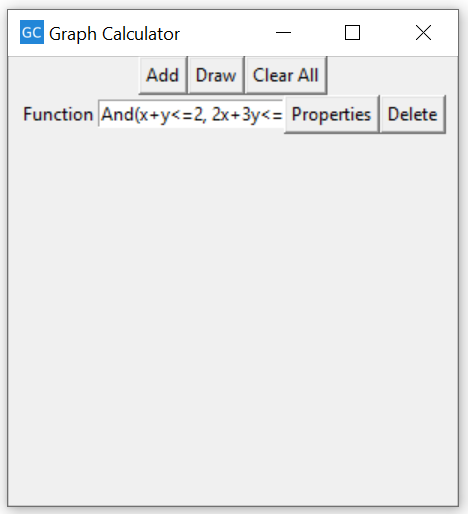 GC Graph Calculator
Add Draw Clear All
Function And(x+y<=2, 2x+3y<= Properties Delete